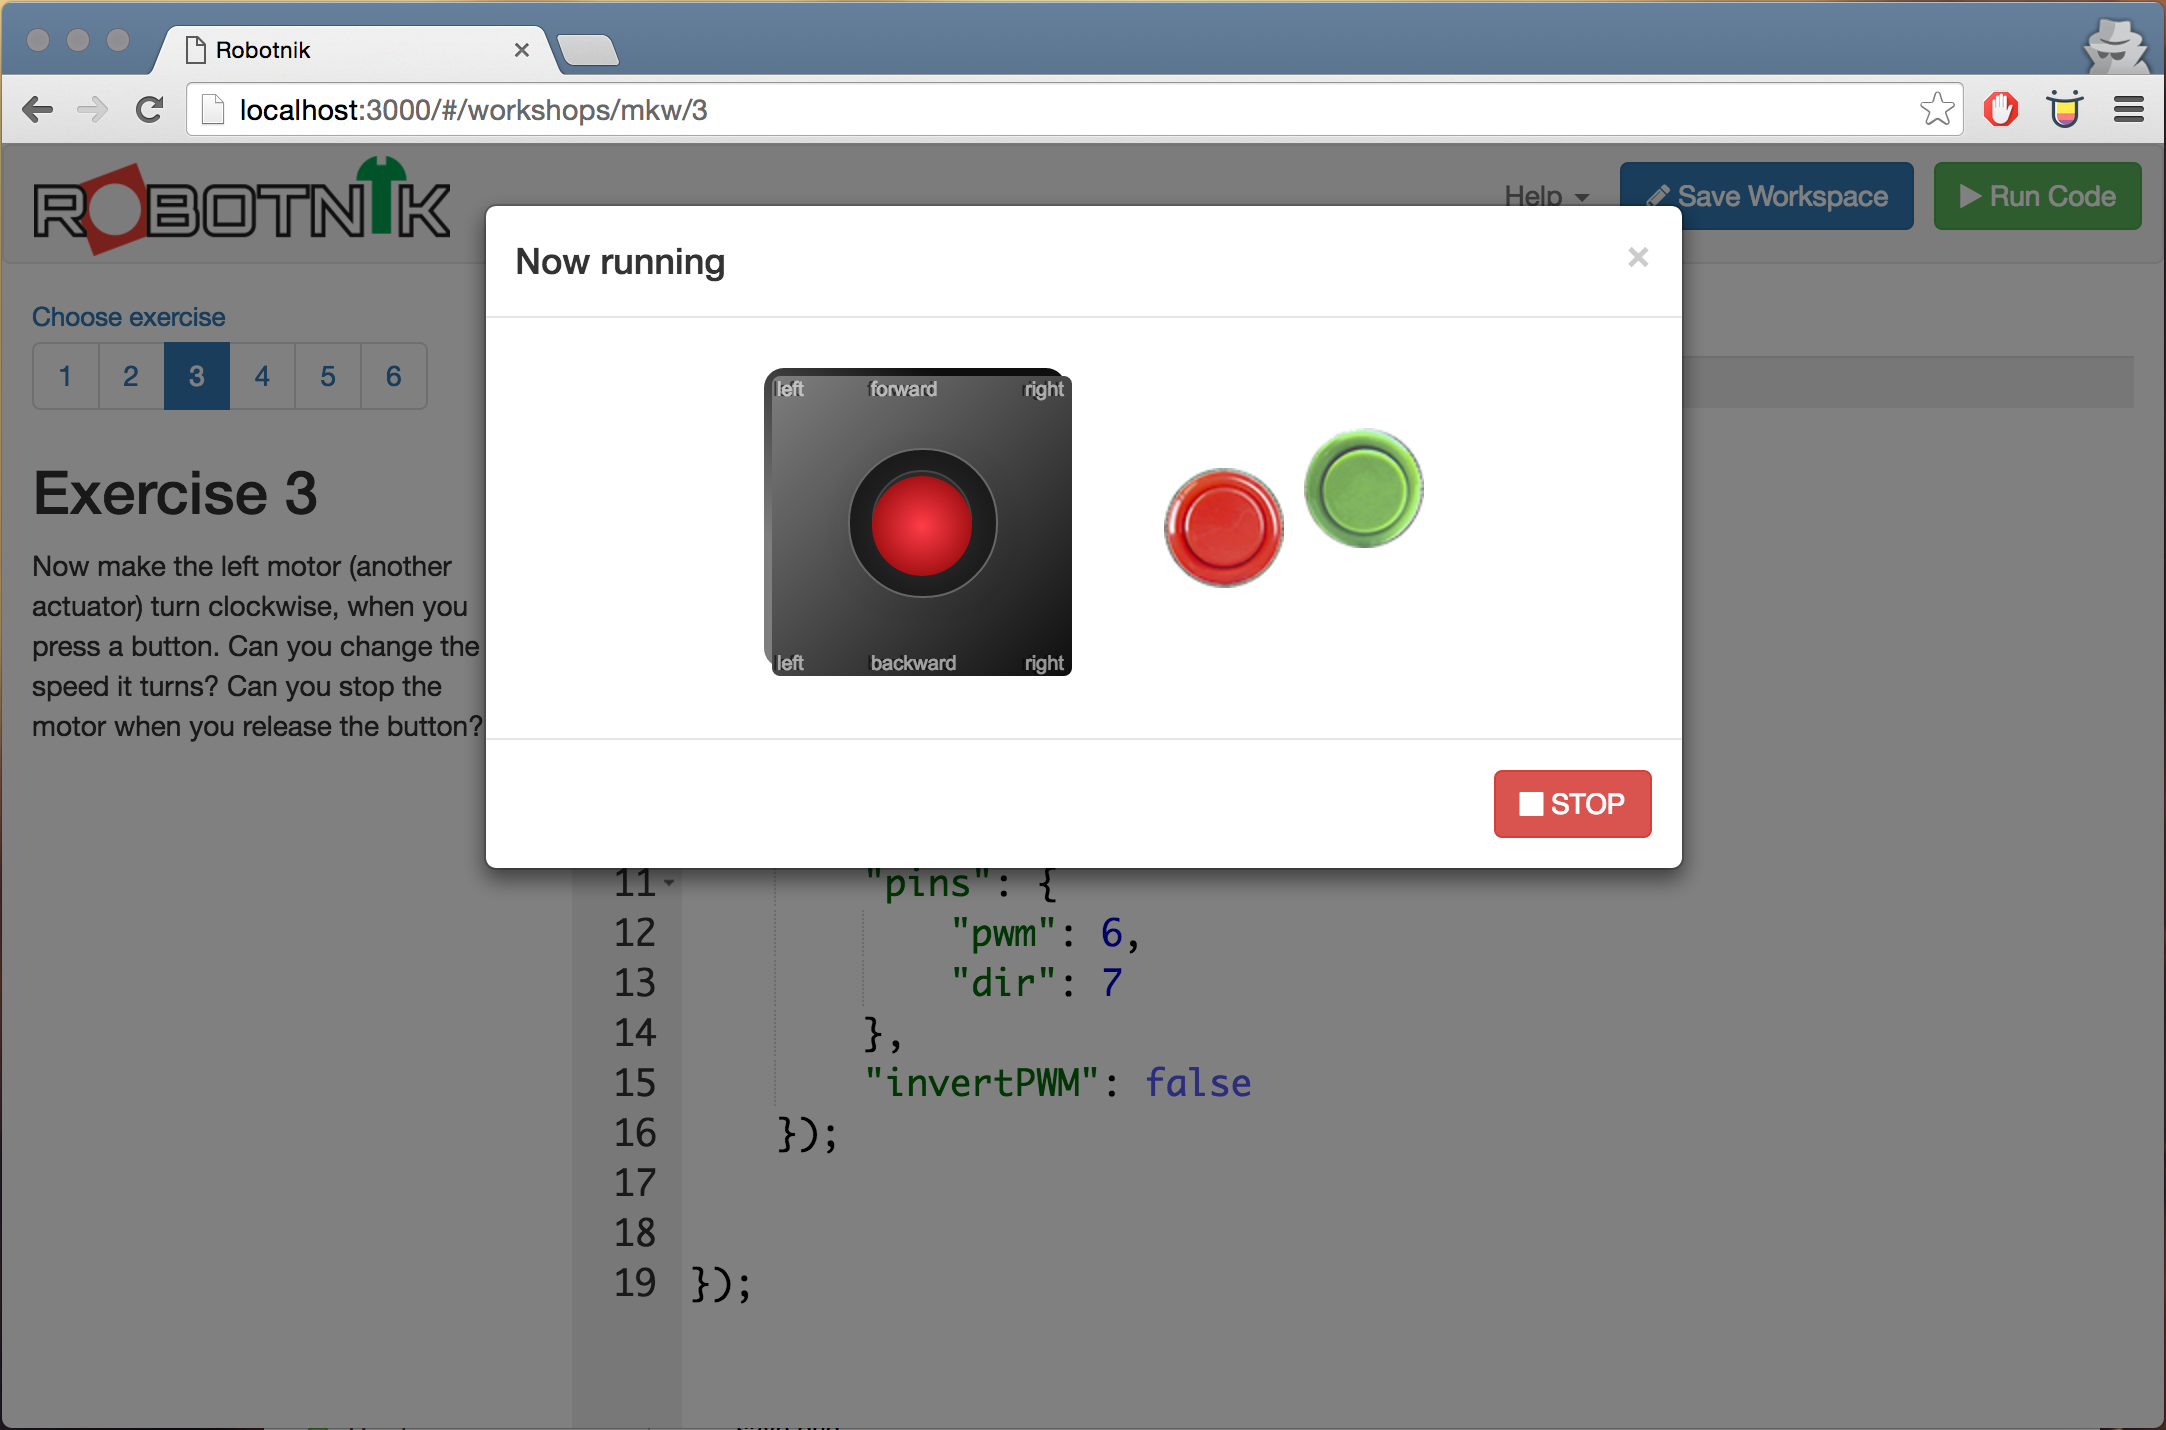 Robotnik
localhost:3000/#/workshops/mkw/3
ROBOTNIK
Help
Save Workspace
Run Code
Now running
×
Choose exercise
1 2 3 4 5 6
Exercise 3
Now make the left motor (another
actuator) turn clockwise, when you
press a button. Can you change the
speed it turns? Can you stop the
motor when you release the button?
left forward right
left backward right
STOP
11 "pins": {
12 "pwm": 6,
13 "dir": 7
14 },
15 "invertPWM": false
16 });
17
18
19 });